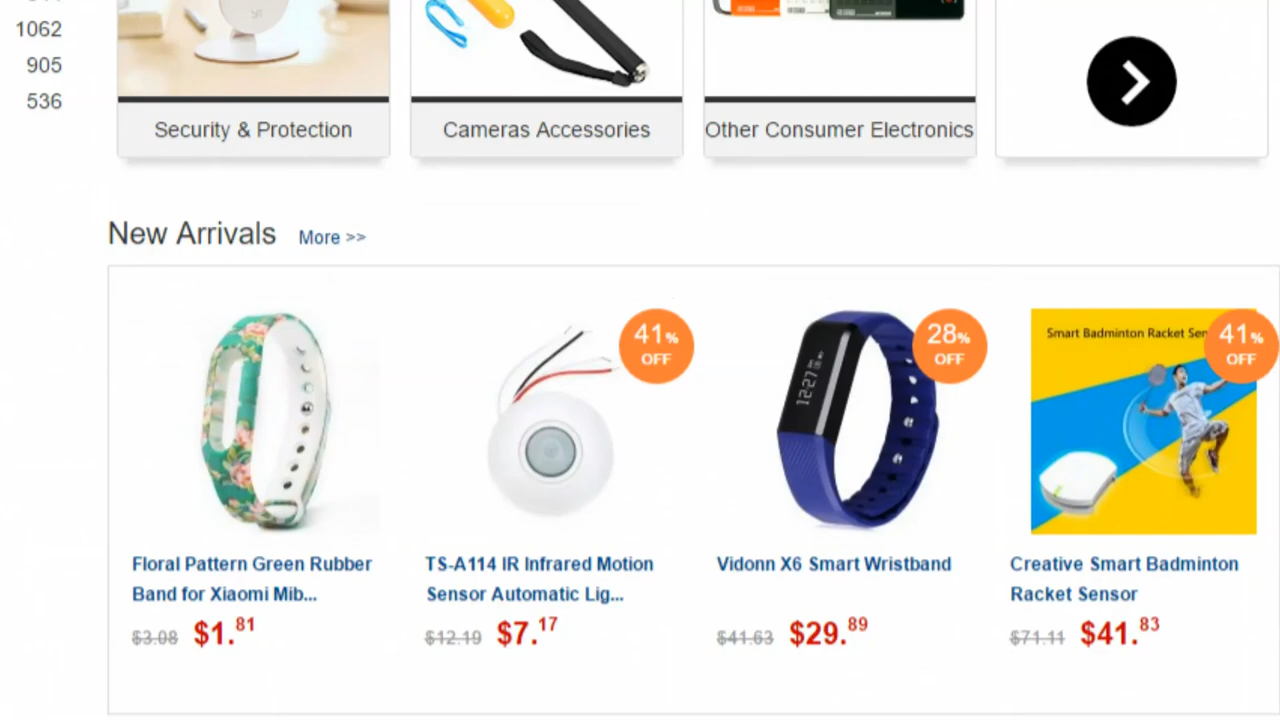 1062
905
536
Security & Protection
Cameras Accessories
Other Consumer Electronics
New Arrivals More >>
41% OFF
28% OFF
Smart Badminton Racket
41% OFF
12:27
Floral Pattern Green Rubber
Band for Xiaomi Mib...
$3.08 $1.81
TS-A114 IR Infrared Motion
Sensor Automatic Lig...
$12.19 $7.17
Vidonn X6 Smart Wristband
$41.63 $29.89
Creative Smart Badminton
Racket Sensor
$71.11 $41.83